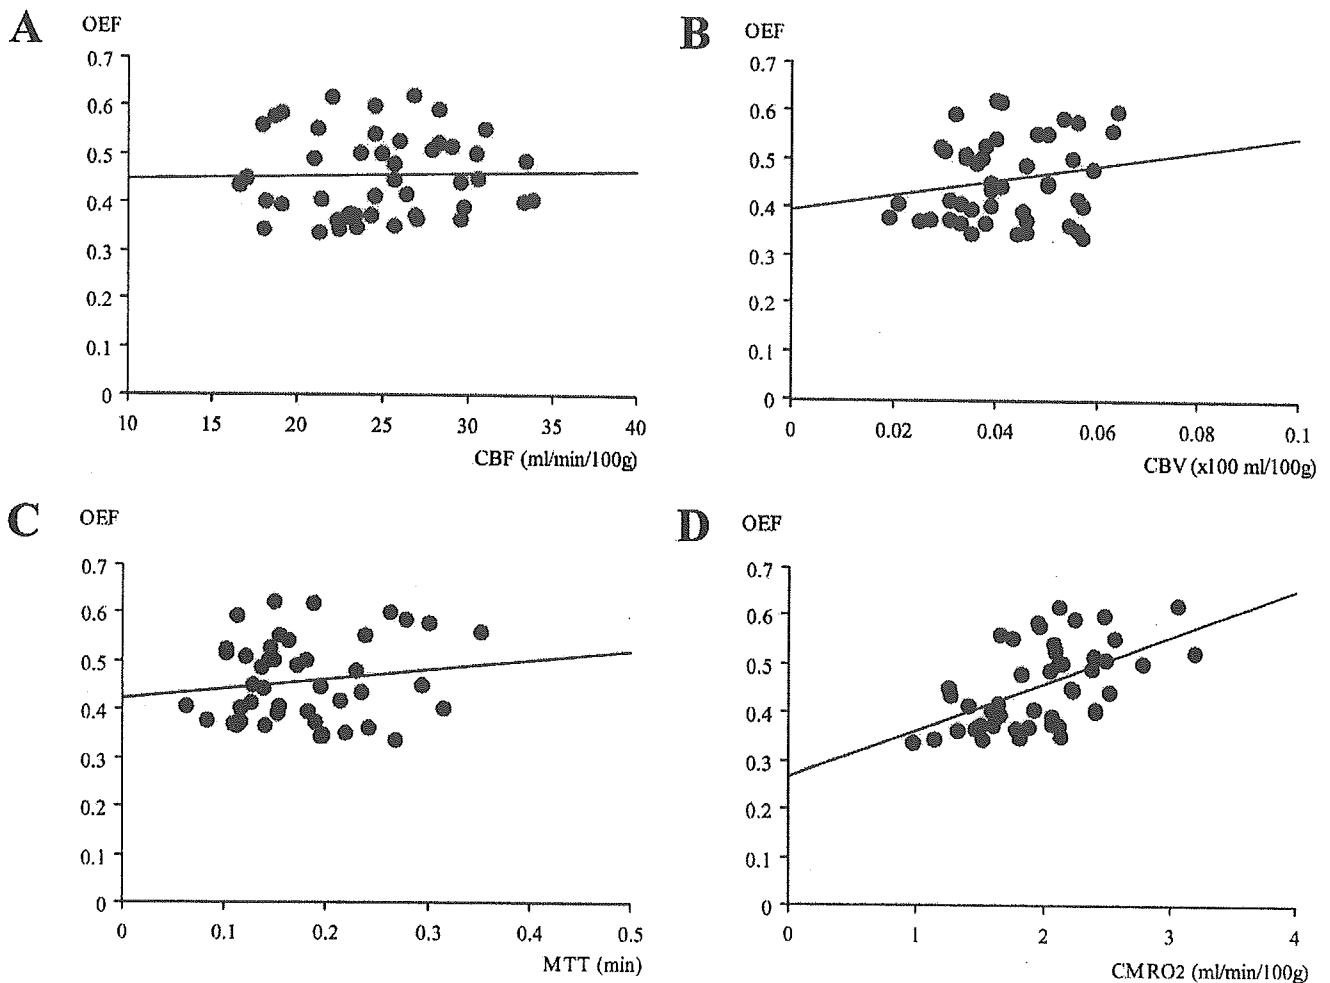 A
OEF
0.7
0.6
0.5
0.4
0.3
0.2
0.1
0
10 15 20 25 30 35 40
CBF (ml/min/100g)
B
OEF
0.7
0.6
0.5
0.4
0.3
0.2
0.1
0
0 0.02 0.04 0.06 0.08 0.1
CBV (x100 ml/100g)
C
OEF
0.7
0.6
0.5
0.4
0.3
0.2
0.1
0
0 0.1 0.2 0.3 0.4 0.5
MTT (min)
D
OEF
0.7
0.6
0.5
0.4
0.3
0.2
0.1
0
0 1 2 3 4
CMRO2 (ml/min/100g)